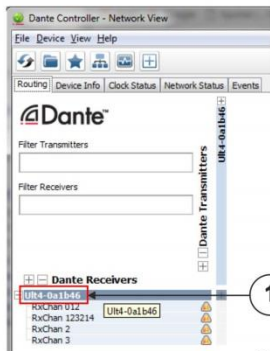 Dante Controller - Network View
File Device View Help
Routing Device Info Clock Status Network Status Events
Dante™
Filter Transmitters
Filter Receivers
Dante Transmitters
Ult4-0a1b46
Dante Receivers
Ult4-0a1b46
RxChan 012
Ult4-0a1b46
RxChan 123214
RxChan 2
RxChan 3
1